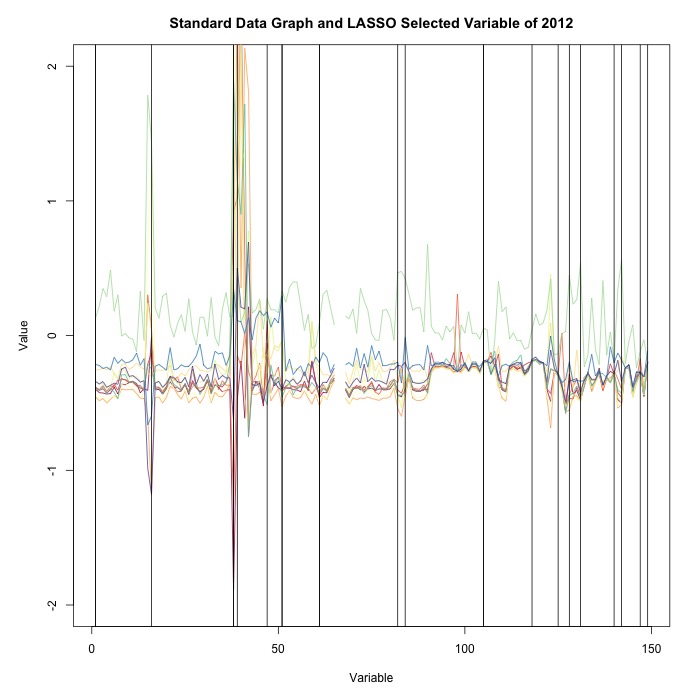 Standard Data Graph and LASSO Selected Variable of 2012
Value
2
1
0
-1
-2
0 50 100 150
Variable